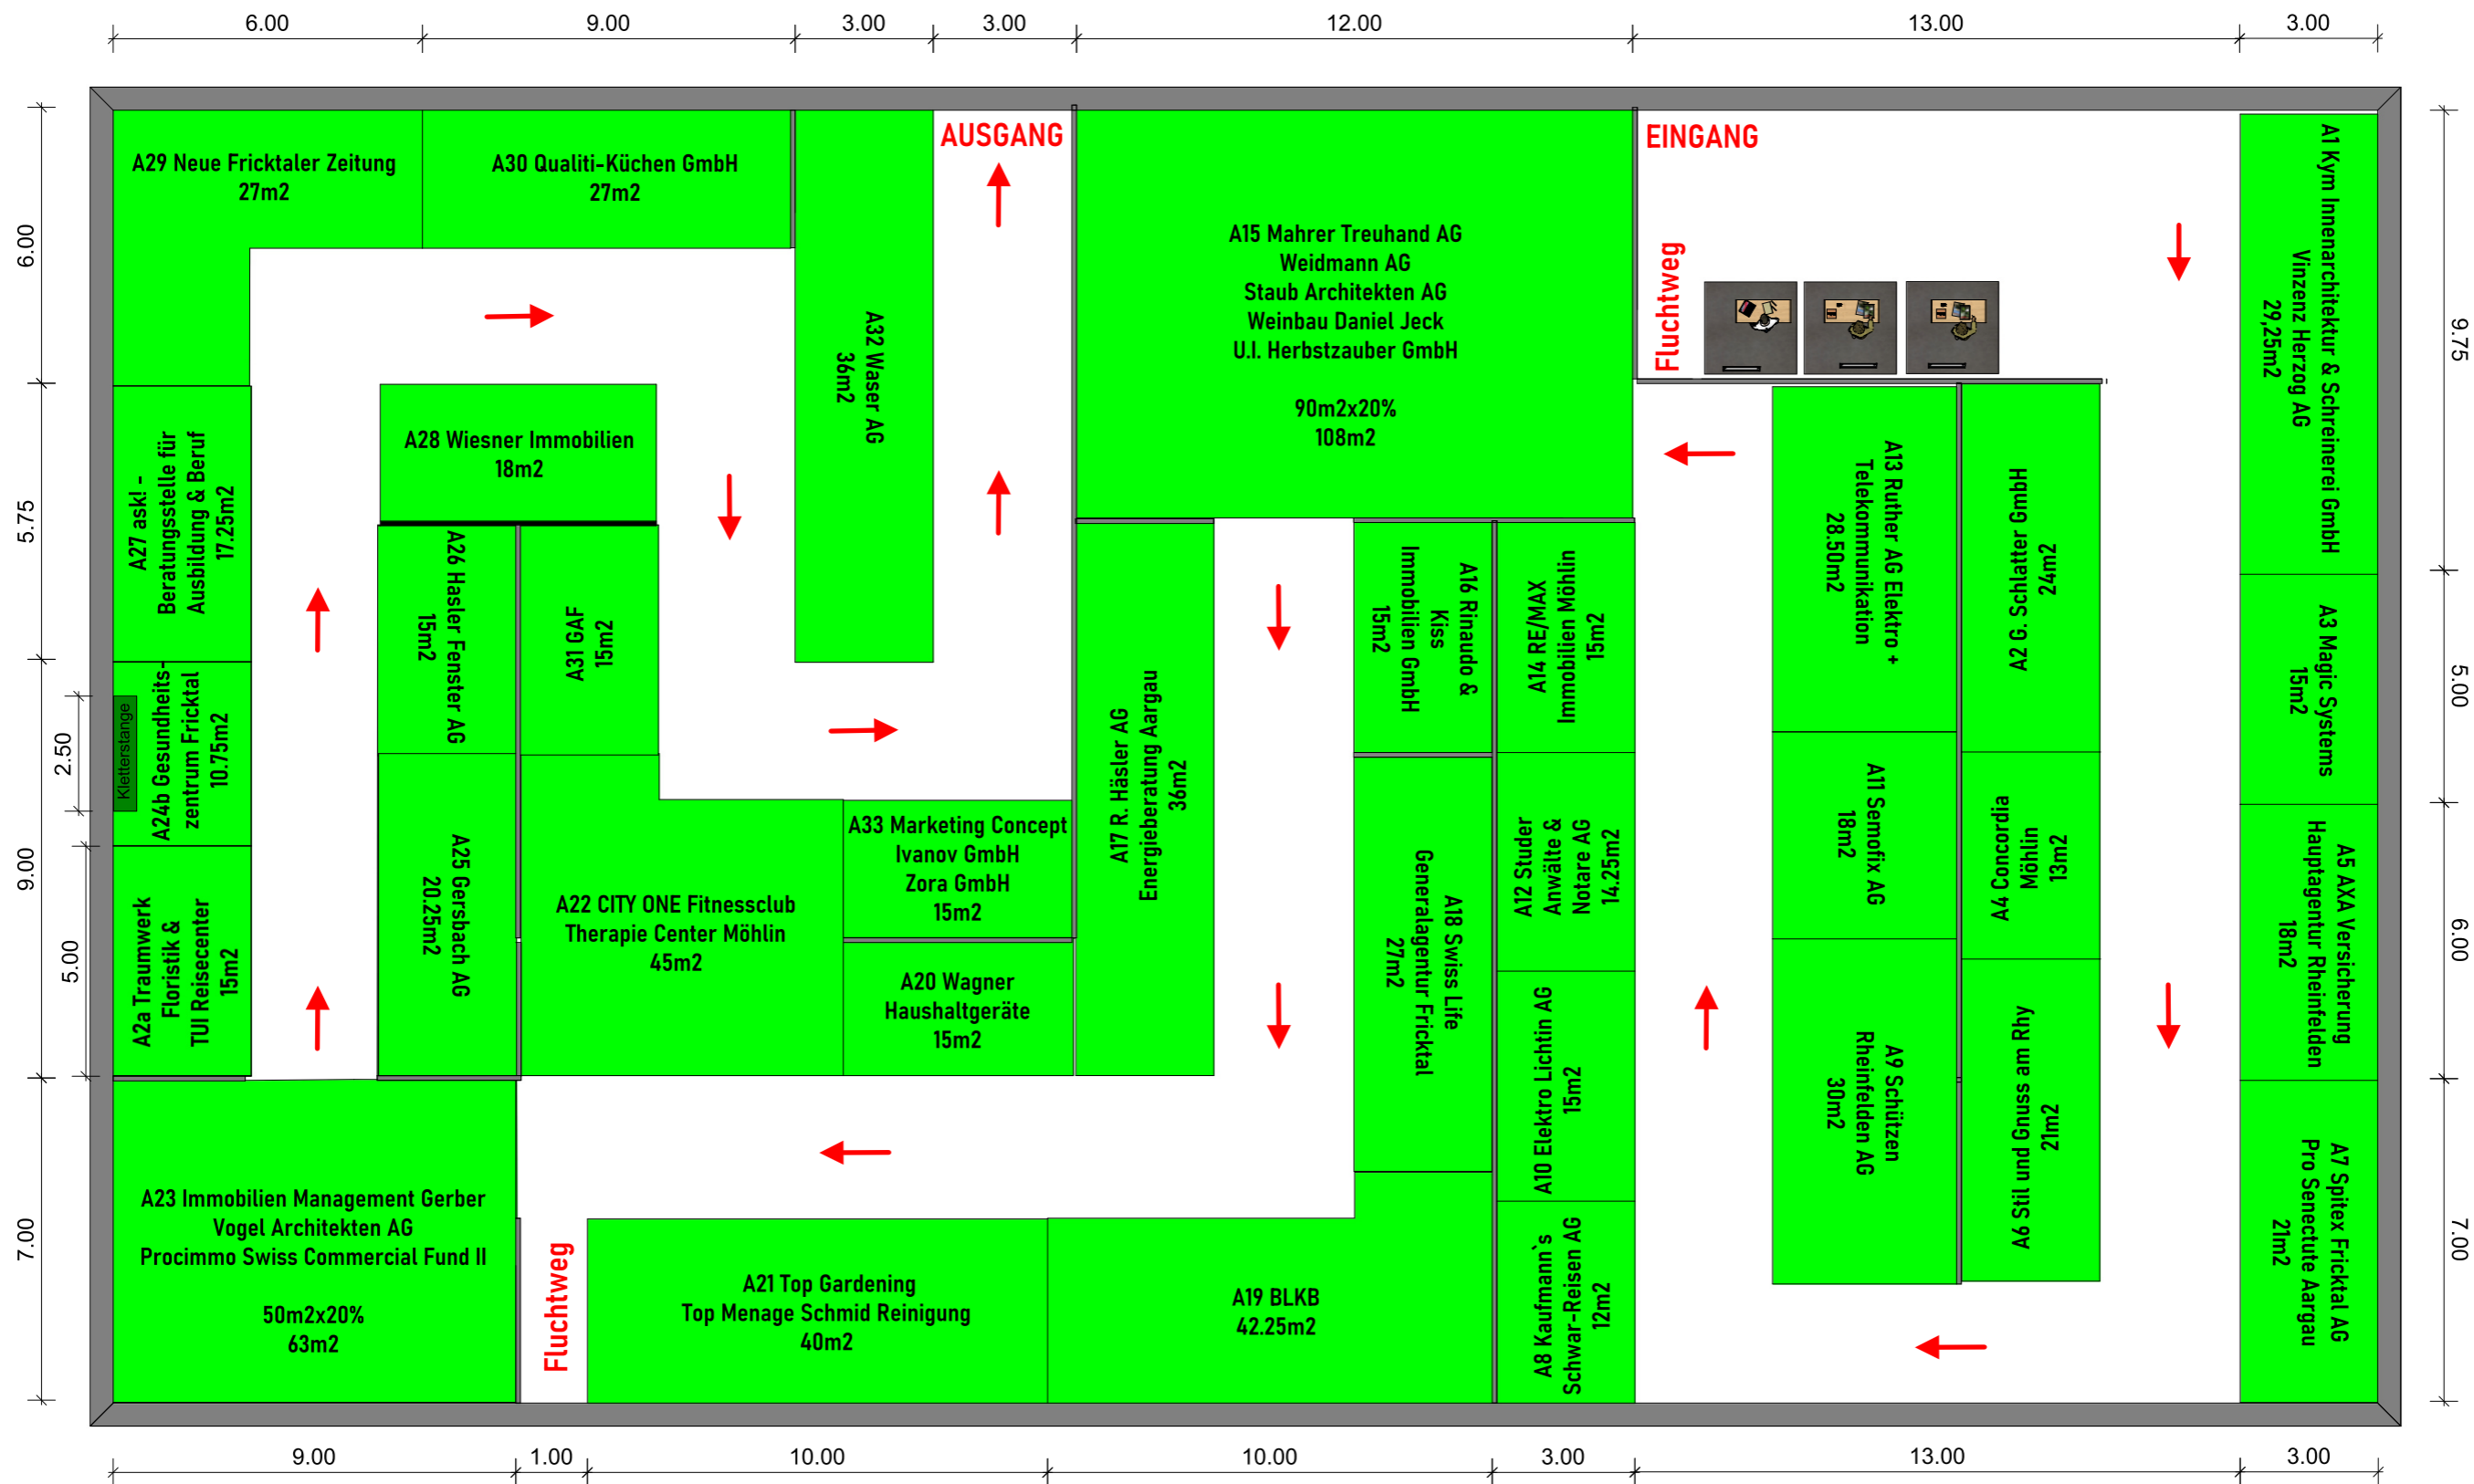 6.00
9.00
3.00
3.00
12.00
13.00
3.00
6.00
5.75
9.00
7.00
2.50
5.00
A29 Neue Fricktaler Zeitung
27m2
A30 Qualiti-Küchen GmbH
27m2
A32 Waser AG
36m2
AUSGANG
A15 Mahrer Treuhand AG
Weidmann AG
Staub Architekten AG
Weinbau Daniel Jeck
U.I. Herbstzauber GmbH
90m2x20%
108m2
EINGANG
Fluchtweg
A1 Kym Innenarchitektur & Schreinerei GmbH
Vinzenz Herzog AG
29,25m2
A27 ask! -
Beratungsstelle für
Ausbildung & Beruf
17.25m2
A28 Wiesner Immobilien
18m2
A26 Hasler Fenster AG
15m2
A31 GAF
15m2
A17 R. Häsler AG
Energieberatung Aargau
36m2
A16 Rinaudo &
Kiss
Immobilien GmbH
15m2
A14 RE/MAX
Immobilien Möhlin
15m2
A13 Ruther AG Elektro +
Telekommunikation
28.50m2
A2 G. Schlatter GmbH
24m2
A3 Magic Systems
15m2
Kletterstange
A24b Gesundheits-
zentrum Fricktal
10.75m2
A2a Traumwerk
Floristik &
TUI Reisecenter
15m2
A25 Gersbach AG
20.25m2
A22 CITY ONE Fitnessclub
Therapie Center Möhlin
45m2
A33 Marketing Concept
Ivanov GmbH
Zora GmbH
15m2
A20 Wagner
Haushaltgeräte
15m2
A18 Swiss Life
Generalagentur Fricktal
27m2
A12 Studer
Anwälte &
Notare AG
14.25m2
A11 Semofix AG
18m2
A4 Concordia
Möhlin
13m2
A5 AXA Versicherung
Hauptagentur Rheinfelden
18m2
A10 Elektro Lichtin AG
15m2
A9 Schützen
Rheinfelden AG
30m2
A6 Stil und Gnuss am Rhy
21m2
A7 Spitex Fricktal AG
Pro Senectute Aargau
21m2
A23 Immobilien Management Gerber
Vogel Architekten AG
Procimmo Swiss Commercial Fund II
50m2x20%
63m2
Fluchtweg
A21 Top Gardening
Top Menage Schmid Reinigung
40m2
A19 BLKB
42.25m2
A8 Kaufmann`s
Schwar-Reisen AG
12m2
9.75
5.00
6.00
7.00
9.00
1.00
10.00
10.00
3.00
13.00
3.00